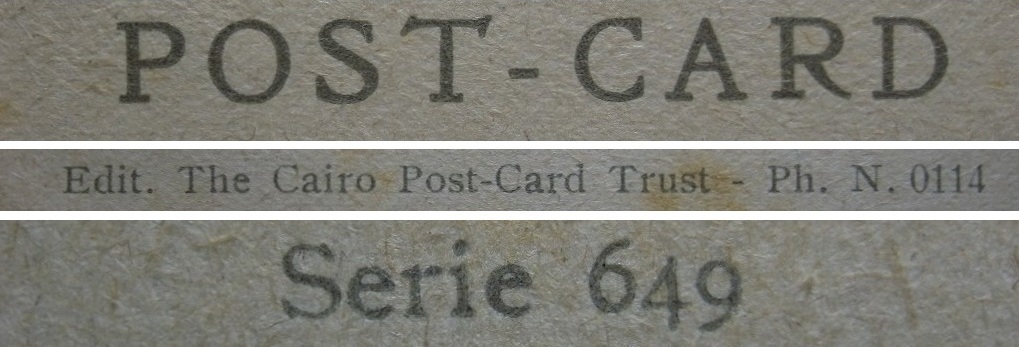 POST-CARD
Edit. The Cairo Post-Card Trust - Ph. N. 0114
Serie 649